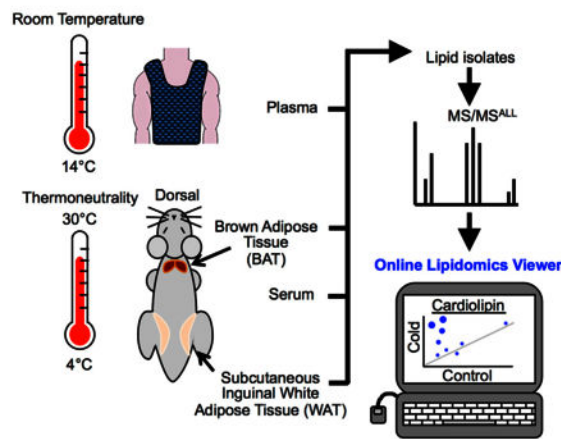 Room Temperature
14°C
Plasma
Thermoneutrality
30°C
4°C
Dorsal
Brown Adipose
Tissue
(BAT)
Serum
Subcutaneous
Inguinal White
Adipose Tissue (WAT)
Lipid isolates
MS/MSALL
Online Lipidomics Viewer
Cardiolipin
Cold
Control